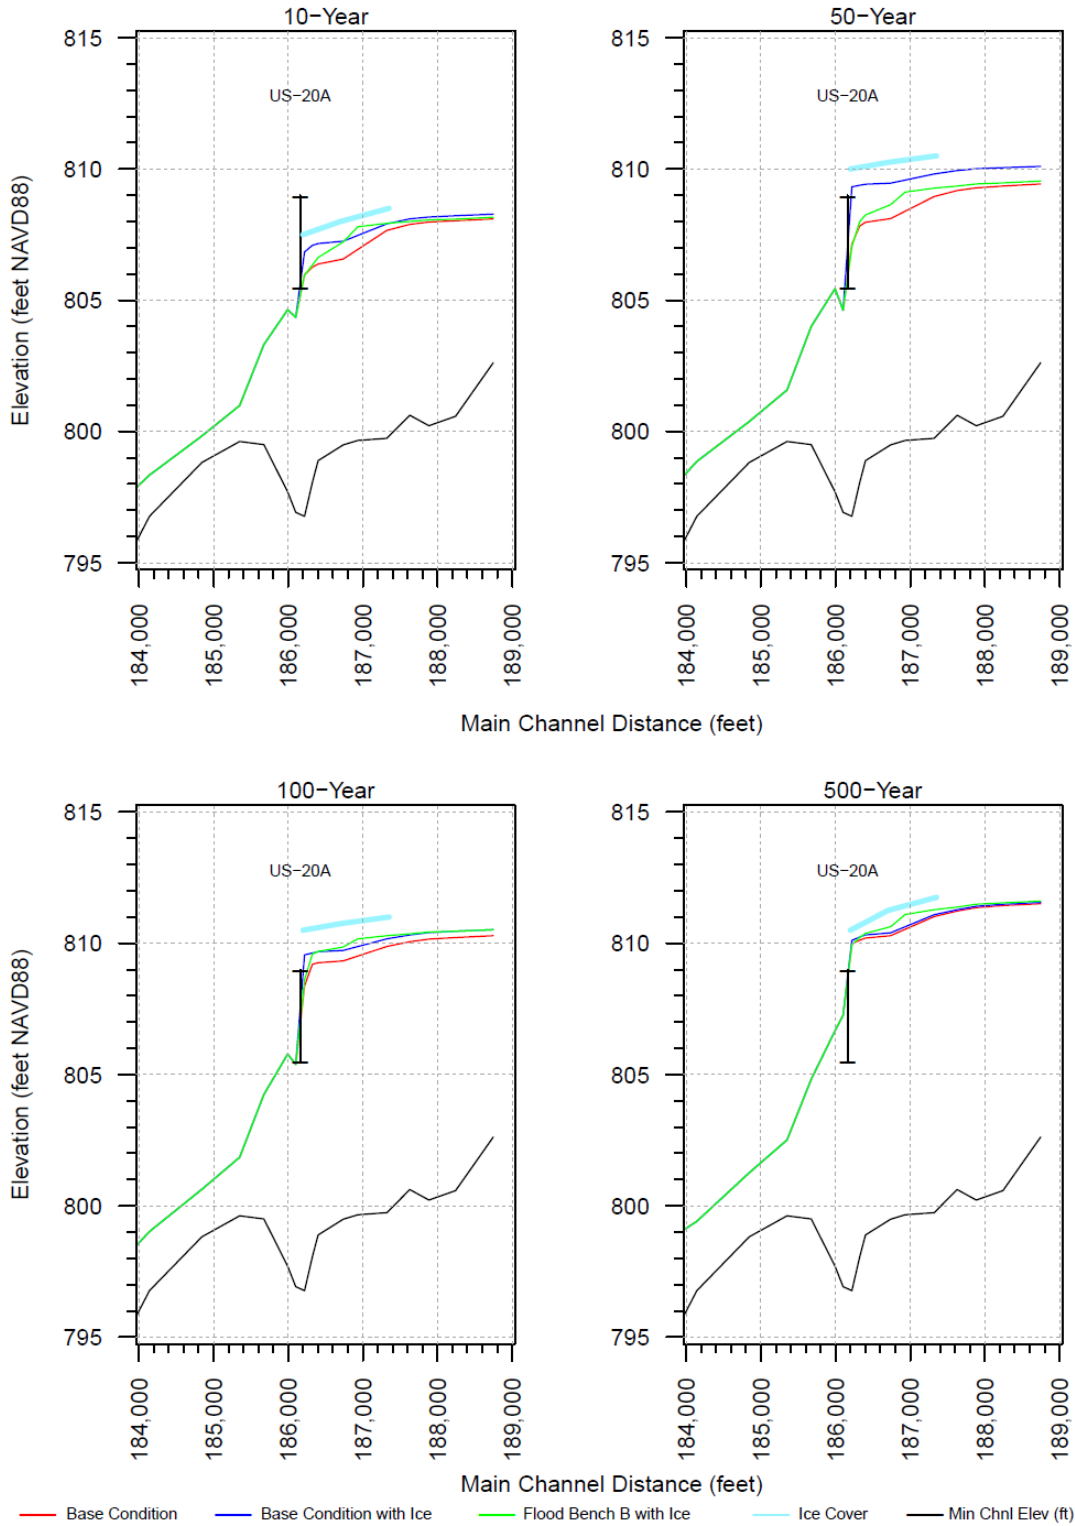 10−Year 50−Year
815 815
US−20A US−20A
810 810
805 805
800 800
795 795
Elevation (feet NAVD88)
184,000 185,000 186,000 187,000 188,000 189,000 184,000 185,000 186,000 187,000 188,000 189,000
Main Channel Distance (feet)
100−Year 500−Year
815 815
US−20A US−20A
810 810
805 805
800 800
795 795
Elevation (feet NAVD88)
184,000 185,000 186,000 187,000 188,000 189,000 184,000 185,000 186,000 187,000 188,000 189,000
Main Channel Distance (feet)
Base Condition Base Condition with Ice Flood Bench B with Ice Ice Cover Min Chnl Elev (ft)